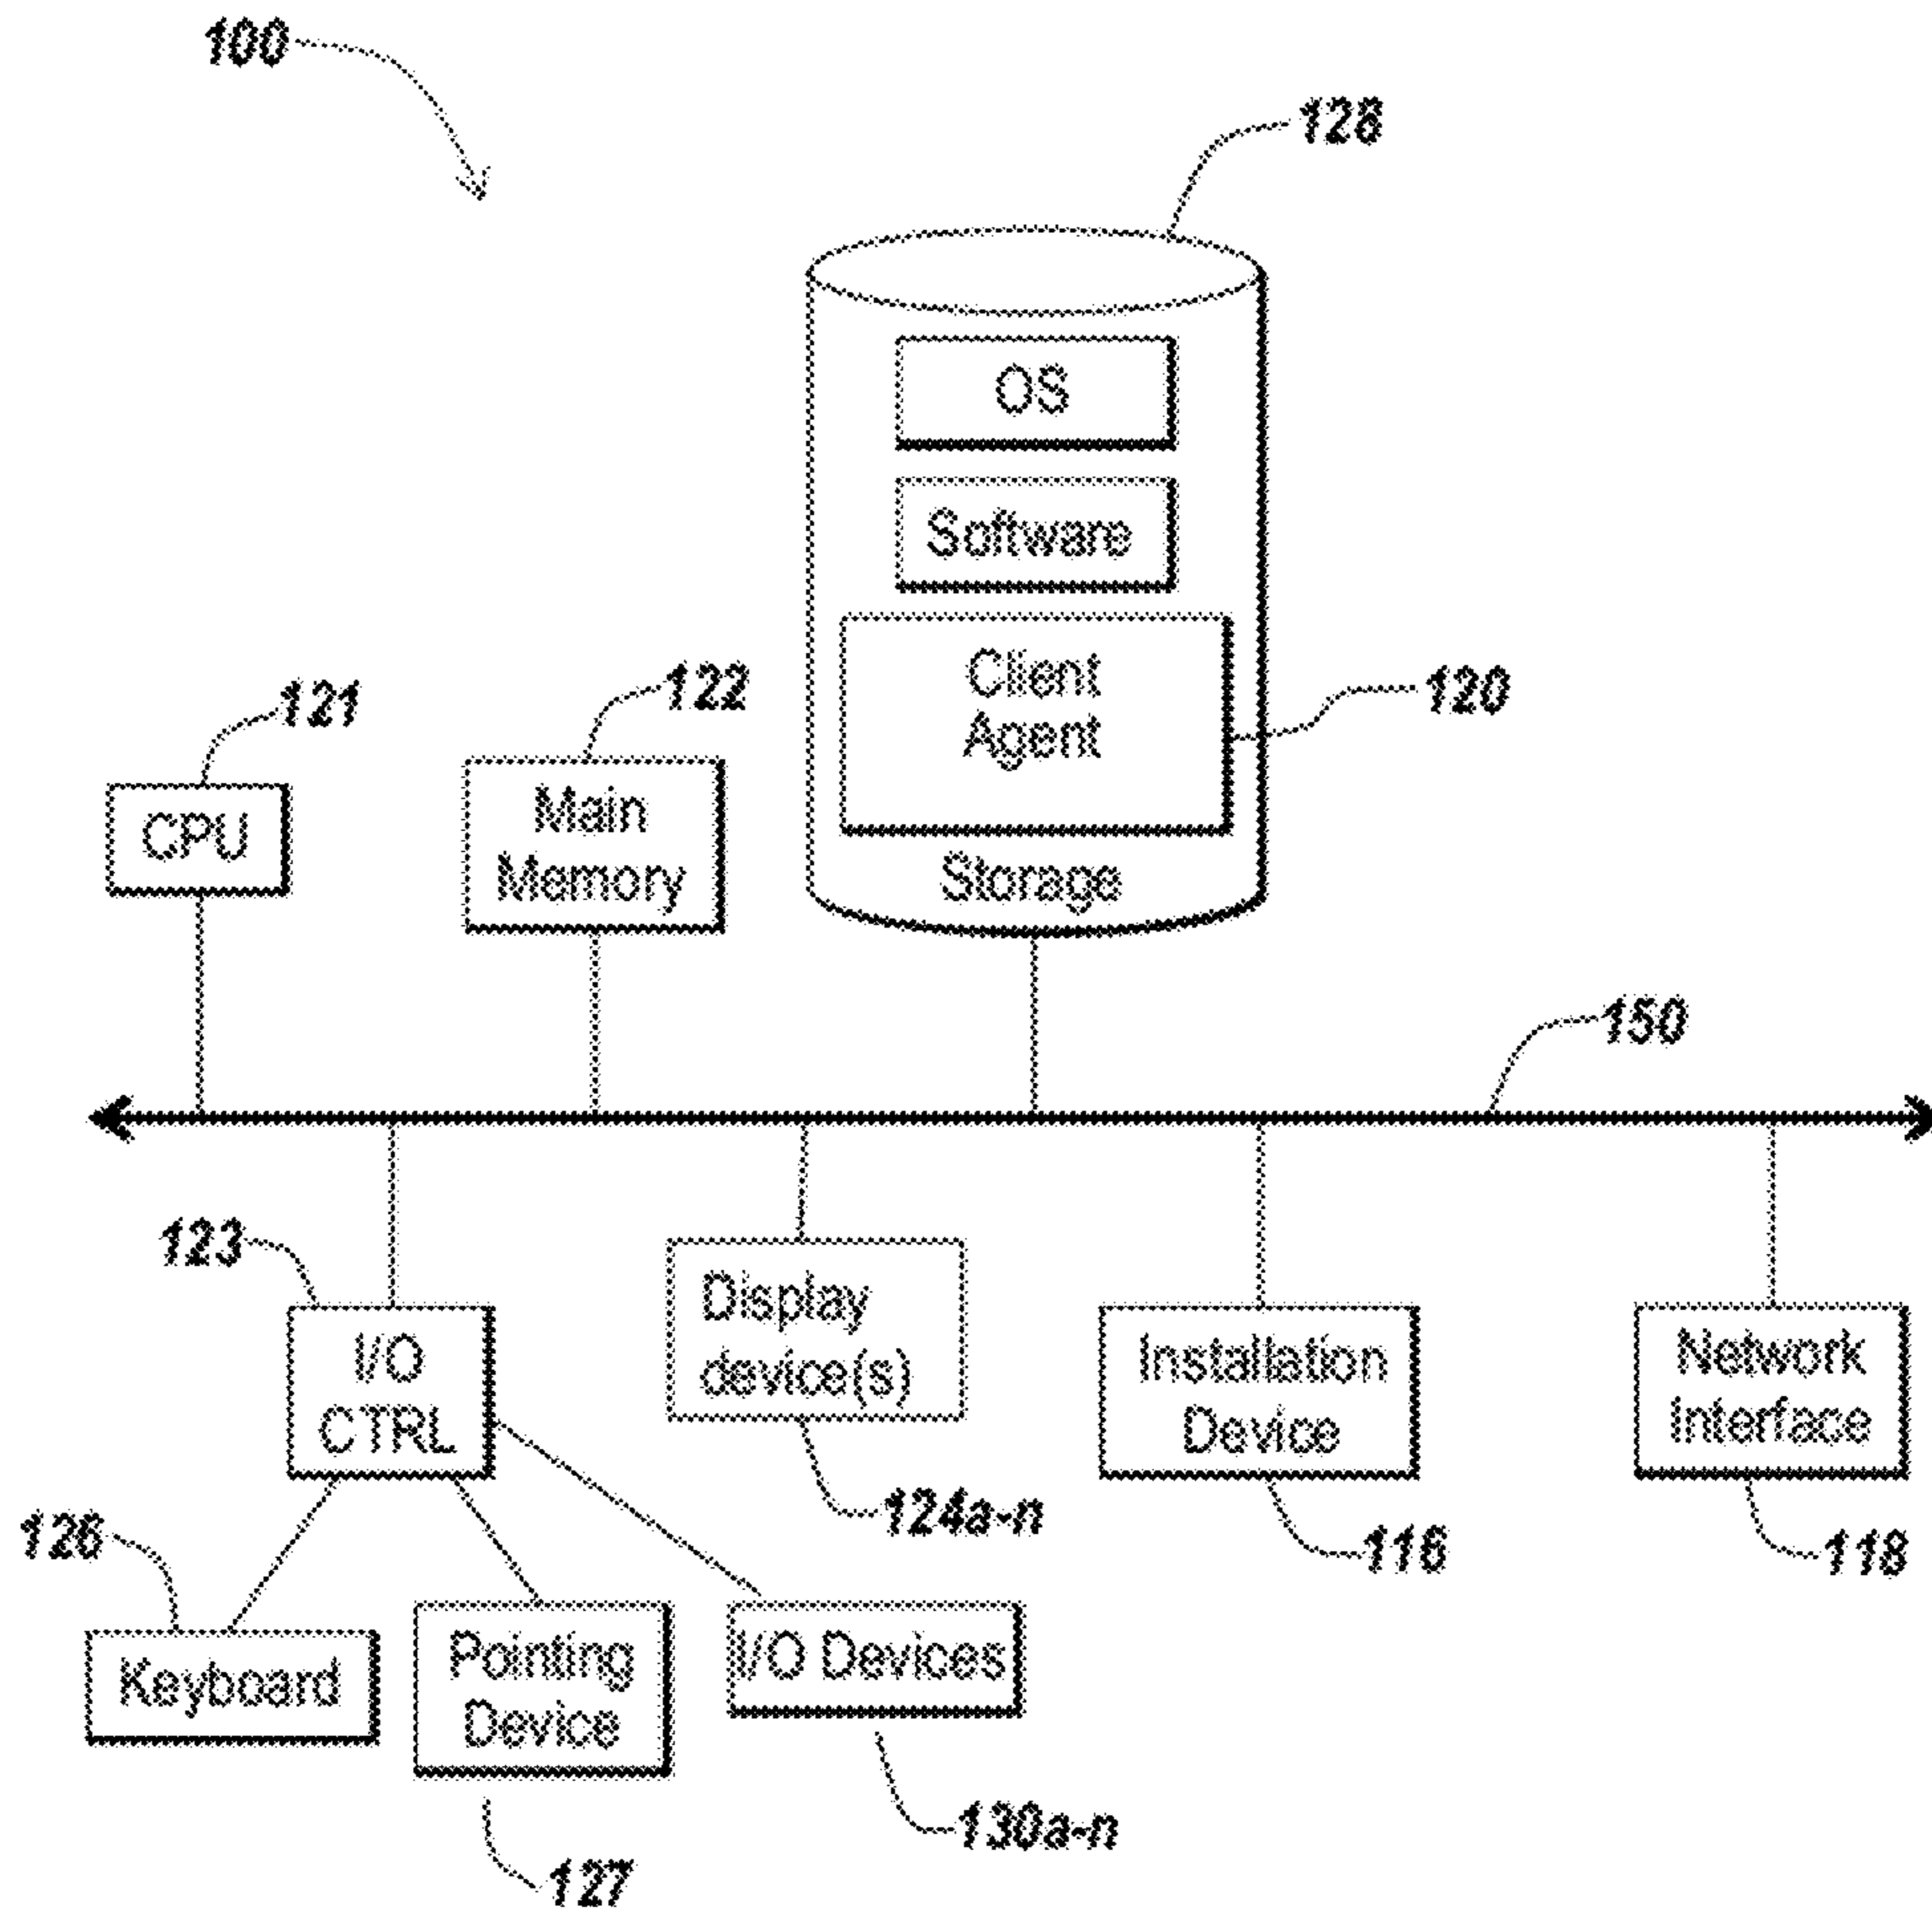 100
128
OS
Software
Client
Agent
120
Storage
121
CPU
122
Main
Memory
150
123
I/O
CTRL
Display
device(s)
124a-n
Installation
Device
116
Network
Interface
118
126
Keyboard
Pointing
Device
127
I/O Devices
130a-n